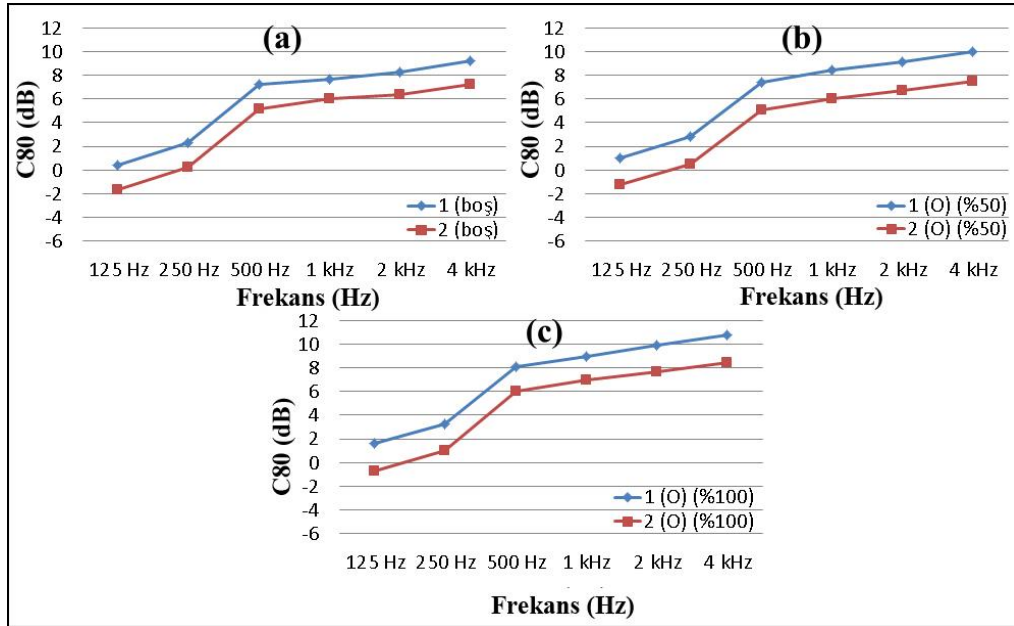 (a)
12
10
8
6
4
2
0
-2
-4
-6
C80 (dB)
1 (boş)
2 (boş)
125 Hz 250 Hz 500 Hz 1 kHz 2 kHz 4 kHz
Frekans (Hz)
(b)
12
10
8
6
4
2
0
-2
-4
-6
C80 (dB)
1 (O) (%50)
2 (O) (%50)
125 Hz 250 Hz 500 Hz 1 kHz 2 kHz 4 kHz
Frekans (Hz)
(c)
12
10
8
6
4
2
0
-2
-4
-6
C80 (dB)
1 (O) (%100)
2 (O) (%100)
125 Hz 250 Hz 500 Hz 1 kHz 2 kHz 4 kHz
Frekans (Hz)